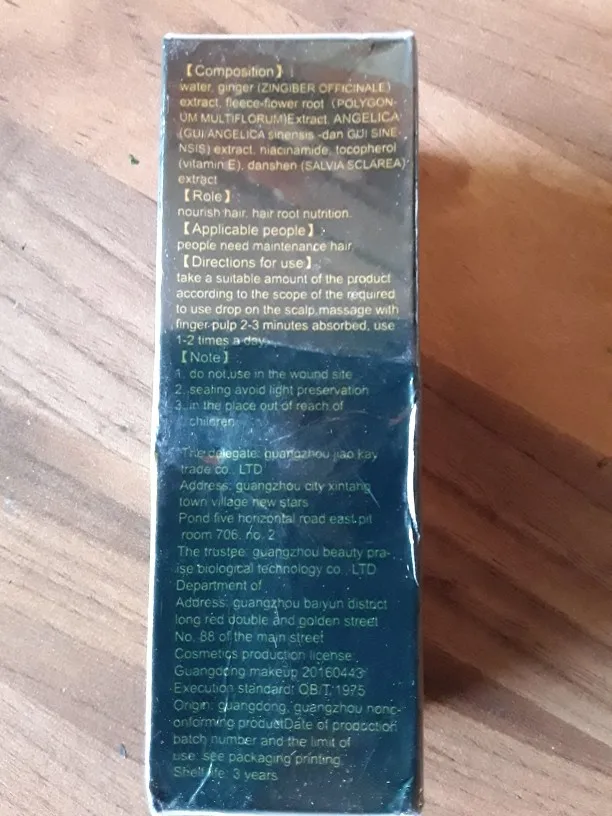 【Composition】:
water, ginger (ZINGIBER OFFICINALE)
extract, fleece-flower root (POLYGON-
UM MULTIFLORUM)Extract, ANGELICA
(GUI/ANGELICA sinensis -dan GUI SINE
NSIS) extract, niacinamide, tocopherol
(vitamin E), danshen (SALVIA SCLAREA)
extract
【Role】:
nourish hair, hair root nutrition.
【Applicable people】:
people need maintenance hair.
【Directions for use】:
take a suitable amount of the product
according to the scope of the required
to use drop on the scalp,massage with
finger pulp 2-3 minutes absorbed, use
1-2 times a day.
【Note】:
1. do not use in the wound site
2. sealing avoid light preservation
3. in the place out of reach of
children
The delegate: guangzhou jiao kay
trade co., LTD
Address: guangzhou city xintang
town village new stars
Pond five horizontal road east pit
room 706, no. 2
The trustee: guangzhou beauty pra-
ise biological technology co., LTD
Department of
Address: guangzhou baiyun district
long red double and golden street
No. 88 of the main street
Cosmetics production license:
Guangdong makeup 20160443
Execution standard: QB/T 1975
Origin: guangdong, guangzhou nonc-
onforming productDate of production
batch number and the limit of
use: see packaging printing
Shelf life: 3 years